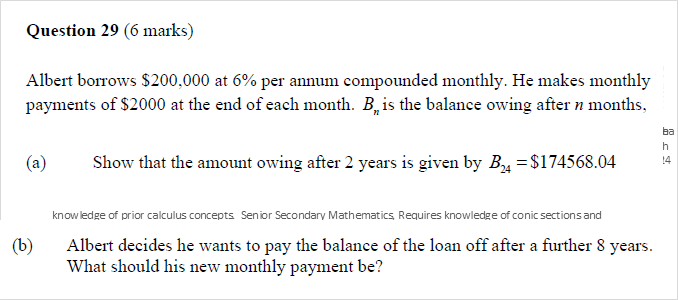 Question 29 (6 marks)
Albert borrows $200,000 at 6% per annum compounded monthly. He makes monthly
payments of $2000 at the end of each month. Bₙ is the balance owing after n months,
ba
h
(a) Show that the amount owing after 2 years is given by B₂₄ = $174568.04
!4
knowledge of prior calculus concepts. Senior Secondary Mathematics, Requires knowledge of conic sections and
(b) Albert decides he wants to pay the balance of the loan off after a further 8 years.
What should his new monthly payment be?